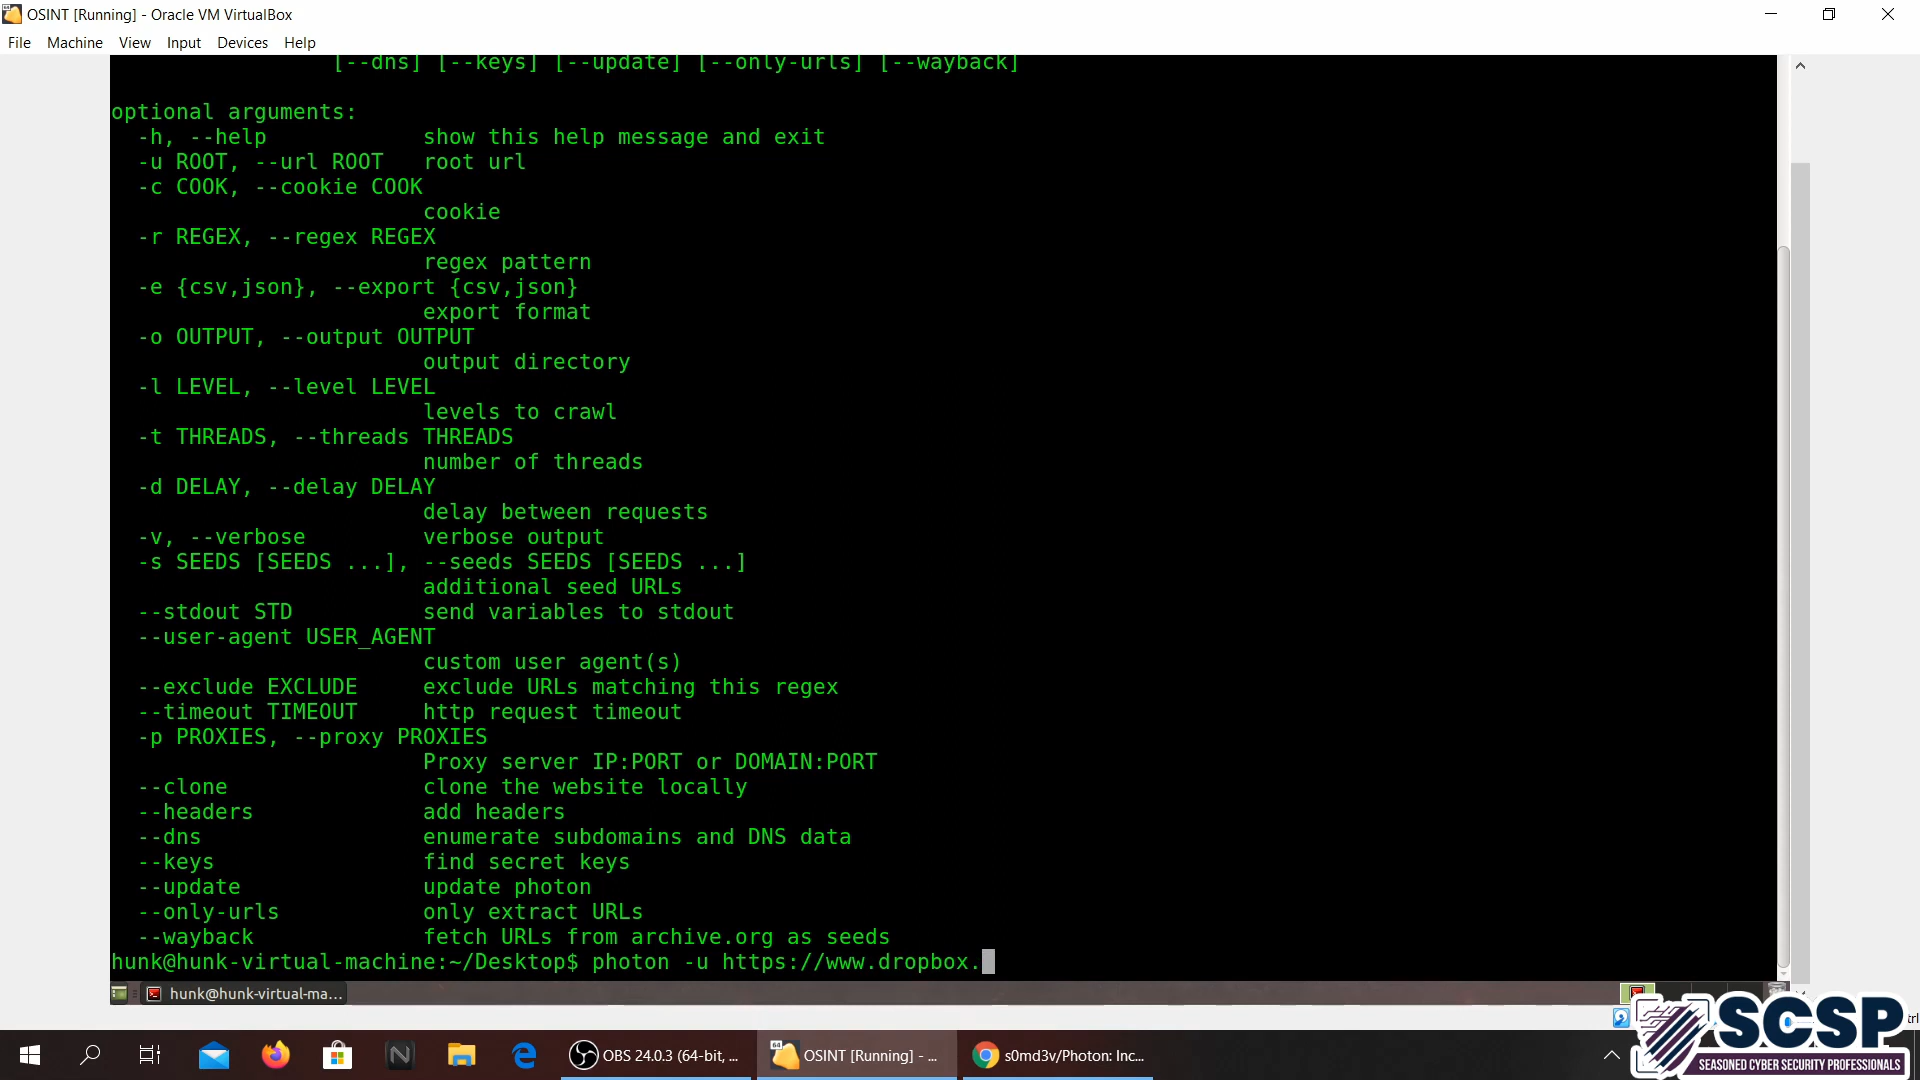 OSINT [Running] - Oracle VM VirtualBox
File Machine View Input Devices Help
[--dns] [--keys] [--update] [--only-urls] [--wayback]
optional arguments:
-h, --help show this help message and exit
-u ROOT, --url ROOT root url
-c COOK, --cookie COOK
cookie
-r REGEX, --regex REGEX
regex pattern
-e {csv,json}, --export {csv,json}
export format
-o OUTPUT, --output OUTPUT
output directory
-l LEVEL, --level LEVEL
levels to crawl
-t THREADS, --threads THREADS
number of threads
-d DELAY, --delay DELAY
delay between requests
-v, --verbose verbose output
-s SEEDS [SEEDS ...], --seeds SEEDS [SEEDS ...]
additional seed URLs
--stdout STD send variables to stdout
--user-agent USER_AGENT
custom user agent(s)
--exclude EXCLUDE exclude URLs matching this regex
--timeout TIMEOUT http request timeout
-p PROXIES, --proxy PROXIES
Proxy server IP:PORT or DOMAIN:PORT
--clone clone the website locally
--headers add headers
--dns enumerate subdomains and DNS data
--keys find secret keys
--update update photon
--only-urls only extract URLs
--wayback fetch URLs from archive.org as seeds
hunk@hunk-virtual-machine:~/Desktop$ photon -u https://www.dropbox.
hunk@hunk-virtual-ma...
SCSP
SEASONED CYBER SECURITY PROFESSIONALS
OBS 24.0.3 (64-bit, ... OSINT [Running] - ... s0md3v/Photon: Inc...